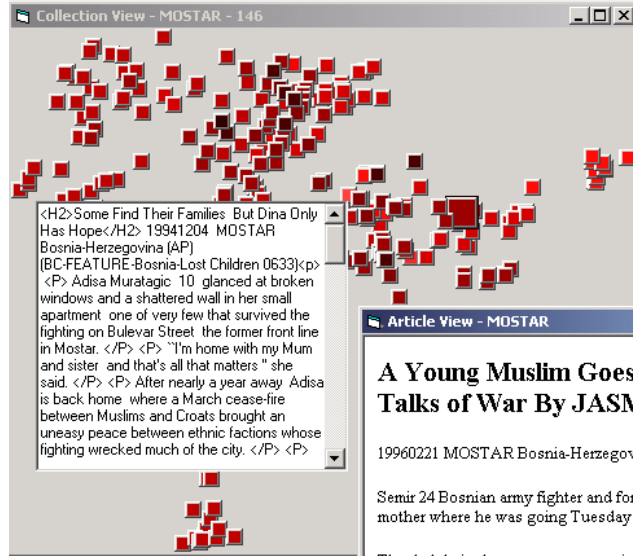 Collection View - MOSTAR - 146
<H2>Some Find Their Families  But Dina Only
Has Hope</H2> 19941204  MOSTAR
Bosnia-Herzegovina (AP)
(BC-FEATURE-Bosnia-Lost Children 0633)<p>
<P> Adisa Muratagic  10  glanced at broken
windows and a shattered wall in her small
apartment  one of very few that survived the
fighting on Bulevar Street  the former front line
in Mostar. </P> <P> ``I'm home with my Mum
and sister  and that's all that matters '' she
said. </P> <P> After nearly a year away  Adisa
is back home  where a March cease-fire
between Muslims and Croats brought an
uneasy peace between ethnic factions whose
fighting wrecked much of the city. </P> <P>
Article View - MOSTAR
A Young Muslim Goes
Talks of War By JASM
19960221 MOSTAR Bosnia-Herzegov
Semir 24 Bosnian army fighter and for
mother where he was going Tuesday